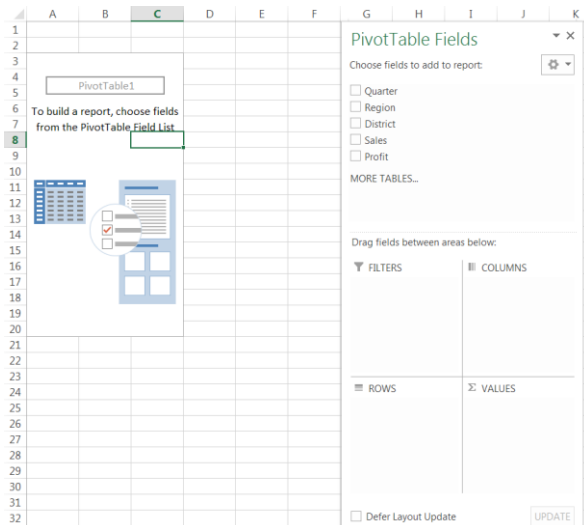 A B C D E F G H I J K
1
2
3
4
5
6
7
8
9
10
11
12
13
14
15
16
17
18
19
20
21
22
23
24
25
26
27
28
29
30
31
32
PivotTable1
To build a report, choose fields
from the PivotTable Field List
PivotTable Fields
Choose fields to add to report:
Quarter
Region
District
Sales
Profit
MORE TABLES...
Drag fields between areas below:
FILTERS
COLUMNS
ROWS
Σ VALUES
Defer Layout Update
UPDATE